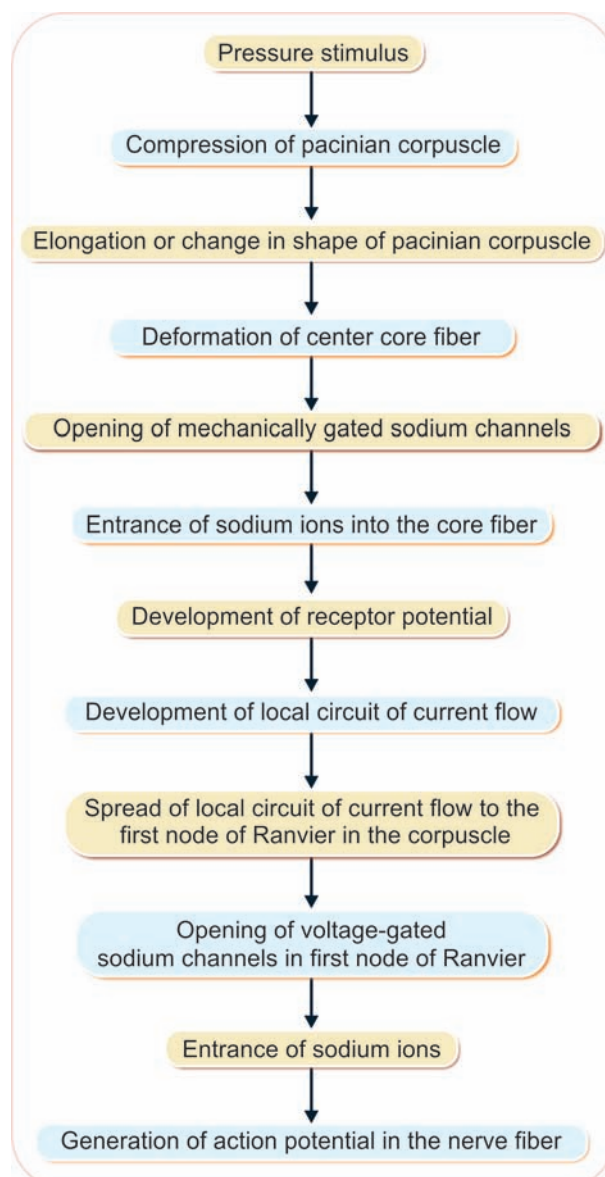 Pressure stimulus
Compression of pacinian corpuscle
Elongation or change in shape of pacinian corpuscle
Deformation of center core fiber
Opening of mechanically gated sodium channels
Entrance of sodium ions into the core fiber
Development of receptor potential
Development of local circuit of current flow
Spread of local circuit of current flow to the
first node of Ranvier in the corpuscle
Opening of voltage-gated
sodium channels in first node of Ranvier
Entrance of sodium ions
Generation of action potential in the nerve fiber